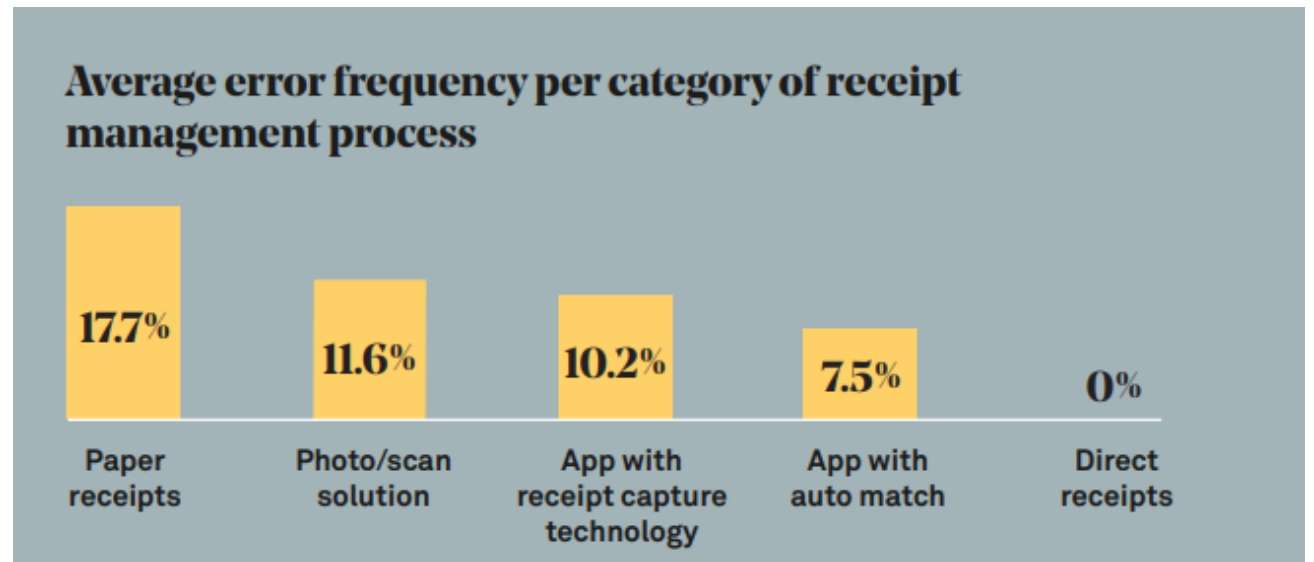 Average error frequency per category of receipt
management process
17.7%
11.6%
10.2%
7.5%
0%
Paper
receipts
Photo/scan
solution
App with
receipt capture
technology
App with
auto match
Direct
receipts